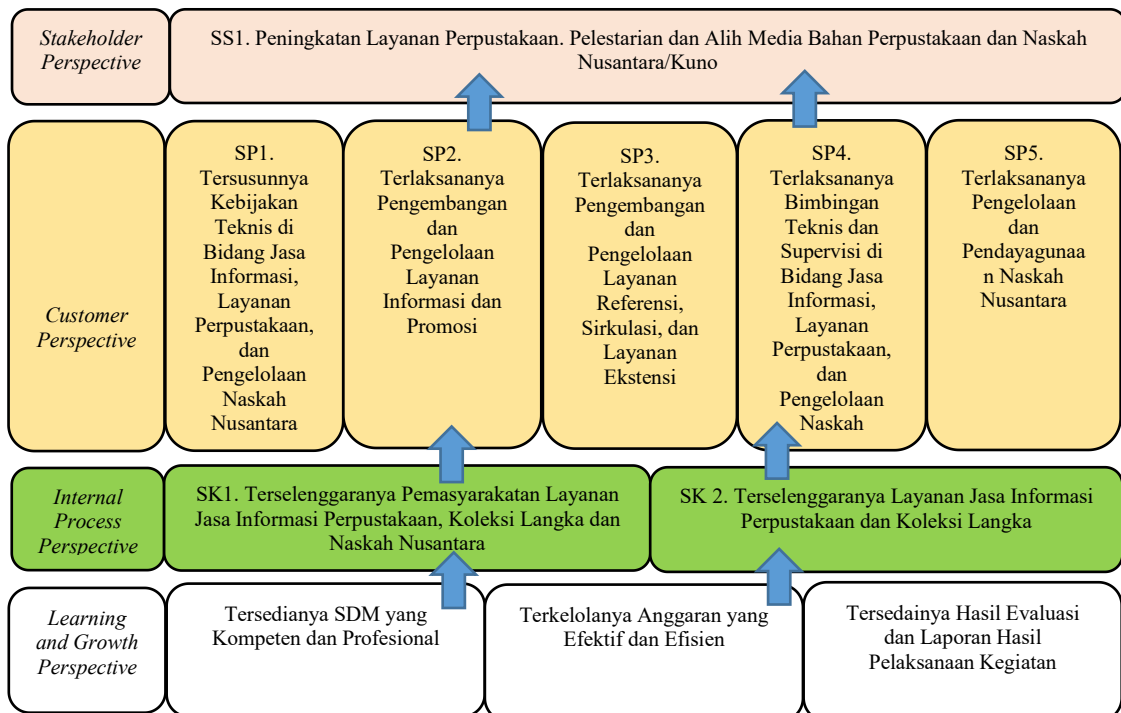 Stakeholder
Perspective
SS1. Peningkatan Layanan Perpustakaan. Pelestarian dan Alih Media Bahan Perpustakaan dan Naskah
Nusantara/Kuno
Customer
Perspective
SP1.
Tersusunnya
Kebijakan
Teknis di
Bidang Jasa
Informasi,
Layanan
Perpustakaan,
dan
Pengelolaan
Naskah
Nusantara
SP2.
Terlaksananya
Pengembangan
dan
Pengelolaan
Layanan
Informasi dan
Promosi
SP3.
Terlaksananya
Pengembangan
dan
Pengelolaan
Layanan
Referensi,
Sirkulasi, dan
Layanan
Ekstensi
SP4.
Terlaksananya
Bimbingan
Teknis dan
Supervisi di
Bidang Jasa
Informasi,
Layanan
Perpustakaan,
dan
Pengelolaan
Naskah
SP5.
Terlaksananya
Pengelolaan
dan
Pendayagunaa
n Naskah
Nusantara
Internal
Process
Perspective
SK1. Terselenggaranya Pemasyarakatan Layanan
Jasa Informasi Perpustakaan, Koleksi Langka dan
Naskah Nusantara
SK 2. Terselenggaranya Layanan Jasa Informasi
Perpustakaan dan Koleksi Langka
Learning
and Growth
Perspective
Tersedianya SDM yang
Kompeten dan Profesional
Terkelolanya Anggaran yang
Efektif dan Efisien
Tersedainya Hasil Evaluasi
dan Laporan Hasil
Pelaksanaan Kegiatan